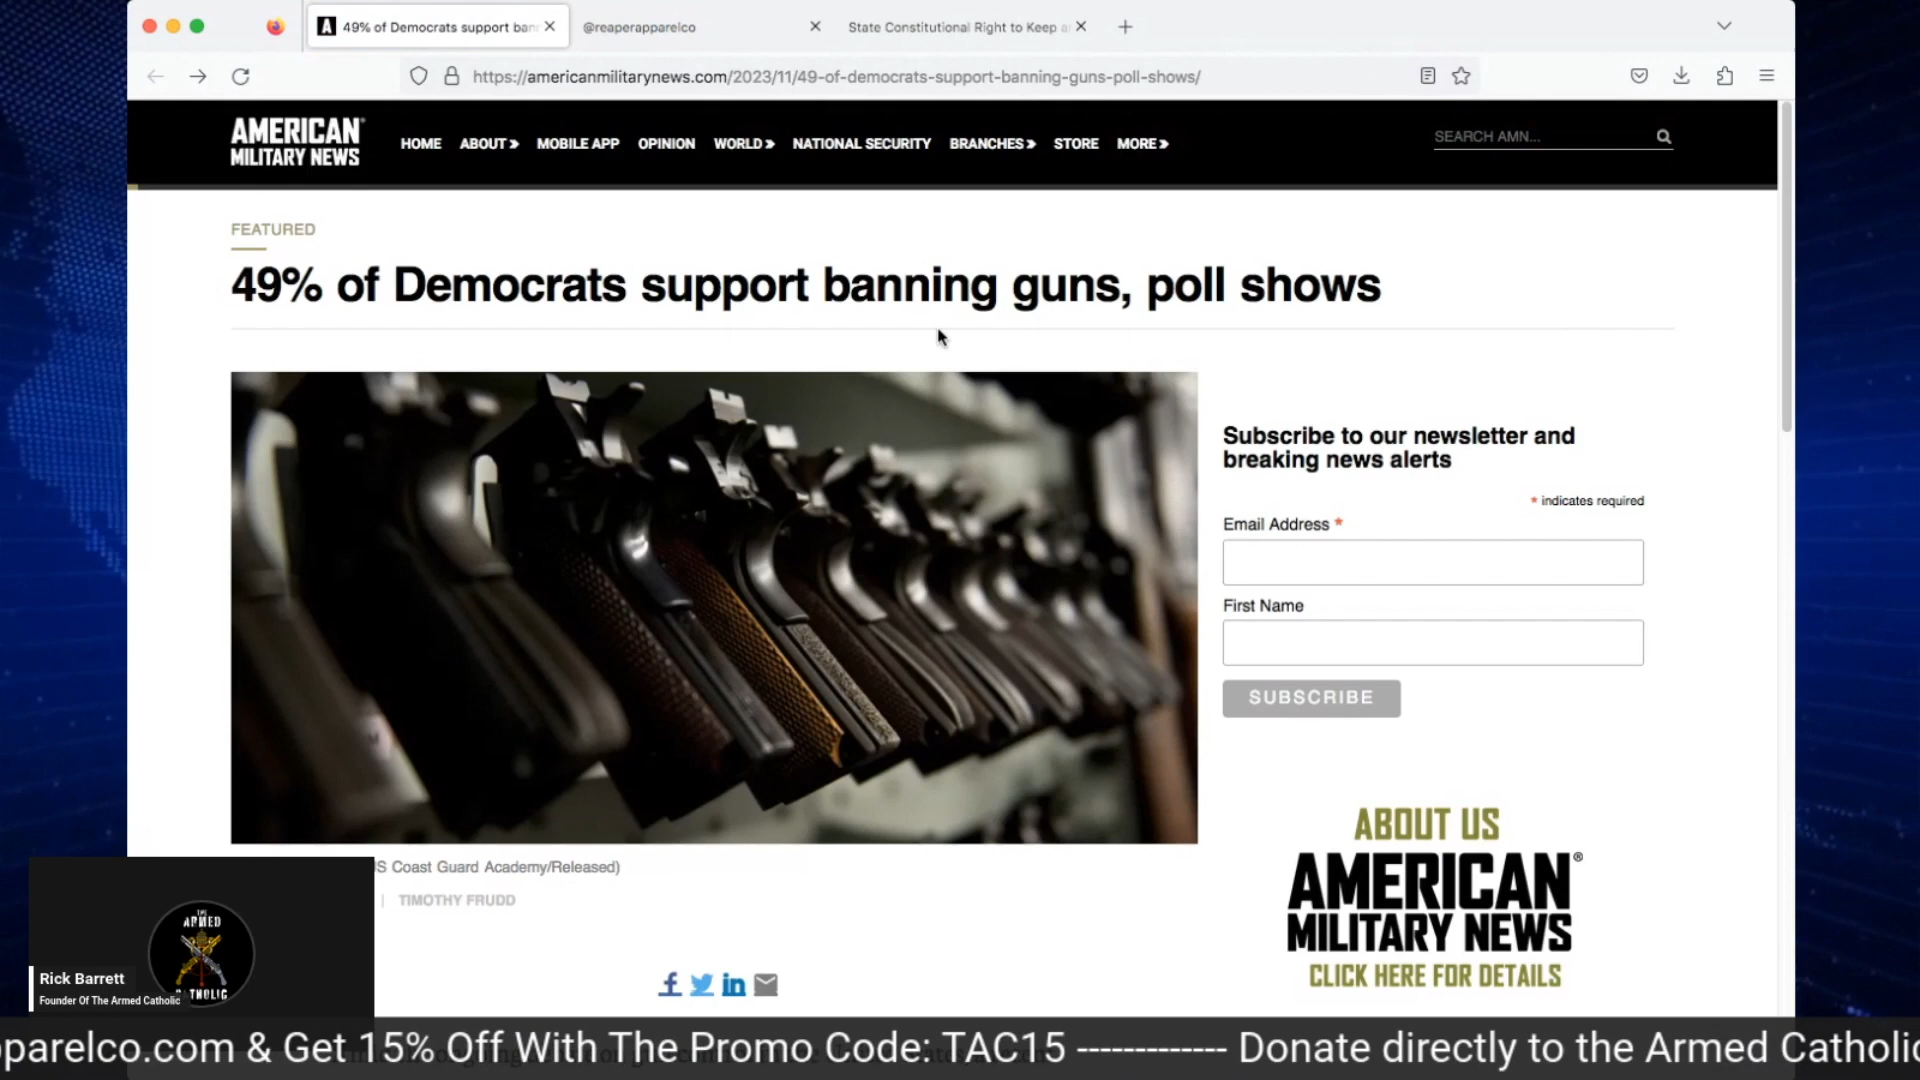 49% of Democrats support ban
@reaperapparelco
State Constitutional Right to Keep a
https://americanmilitarynews.com/2023/11/49-of-democrats-support-banning-guns-poll-shows/
AMERICAN
MILITARY NEWS
HOME ABOUT MOBILE APP OPINION WORLD NATIONAL SECURITY BRANCHES STORE MORE
SEARCH AMN...
FEATURED
49% of Democrats support banning guns, poll shows
Subscribe to our newsletter and
breaking news alerts
* indicates required
Email Address *
First Name
SUBSCRIBE
S Coast Guard Academy/Released)
| TIMOTHY FRUDD
ABOUT US
AMERICAN®
MILITARY NEWS
CLICK HERE FOR DETAILS
THE
ARMED
CATHOLIC
Rick Barrett
Founder Of The Armed Catholic
pparelco.com & Get 15% Off With The Promo Code: TAC15 ------------- Donate directly to the Armed Catholic